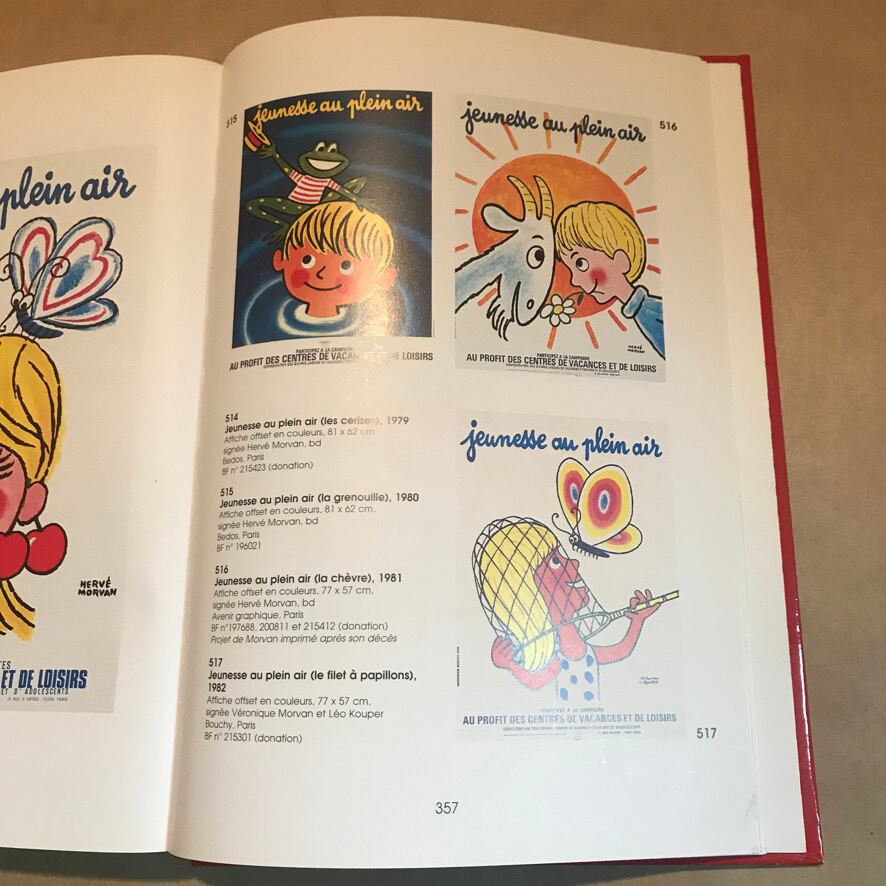 plein air
HERVÉ
MORVAN
ET DE LOISIRS
515
jeunesse au plein air
PARTICIPEZ A LA CAMPAGNE
AU PROFIT DES CENTRES DE VACANCES ET DE LOISIRS
jeunesse au plein air
516
HERVÉ
MORVAN
PARTICIPEZ A LA CAMPAGNE
AU PROFIT DES CENTRES DE VACANCES ET DE LOISIRS
514
Jeunesse au plein air (les cerises), 1979
Affiche offset en couleurs, 81 x 62 cm,
signée Hervé Morvan, bd
Bedos, Paris
BF n° 215423 (donation)
515
Jeunesse au plein air (la grenouille), 1980
Affiche offset en couleurs, 81 x 62 cm,
signée Hervé Morvan, bd
Bedos, Paris
BF n° 196021
516
Jeunesse au plein air (la chèvre), 1981
Affiche offset en couleurs, 77 x 57 cm,
signée Hervé Morvan, bd
Avenir graphique, Paris
BF n°197688, 200811 et 215412 (donation)
Projet de Morvan imprimé après son décès
517
Jeunesse au plein air (le filet à papillons),
1982
Affiche offset en couleurs, 77 x 57 cm,
signée Véronique Morvan et Léo Kouper
Bouchy, Paris
BF n° 215301 (donation)
jeunesse au plein air
PARTICIPEZ A LA CAMPAGNE
AU PROFIT DES CENTRES DE VACANCES ET DE LOISIRS
517
357